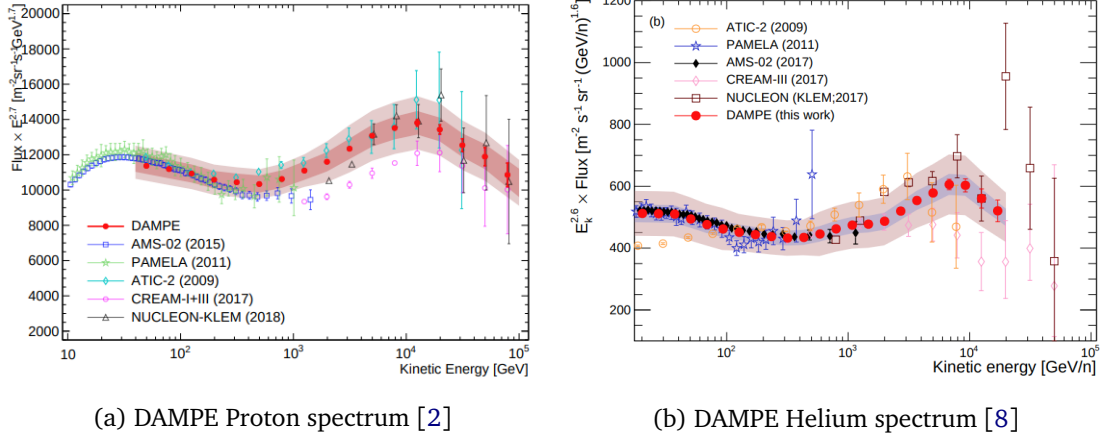 20000
18000
16000
14000
12000
10000
8000
6000
4000
2000
Flux × E^2.7 [m^-2 sr^-1 s^-1 GeV^1.7]
DAMPE
AMS-02 (2015)
PAMELA (2011)
ATIC-2 (2009)
CREAM-I+III (2017)
NUCLEON-KLEM (2018)
10 10^2 10^3 10^4 10^5
Kinetic Energy [GeV]
(a) DAMPE Proton spectrum [2]
1200
1000
800
600
400
200
E_k^2.6 × Flux [m^-2 s^-1 sr^-1 (GeV/n)^1.6]
(b)
ATIC-2 (2009)
PAMELA (2011)
AMS-02 (2017)
CREAM-III (2017)
NUCLEON (KLEM;2017)
DAMPE (this work)
10^2 10^3 10^4 10^5
Kinetic energy [GeV/n]
(b) DAMPE Helium spectrum [8]